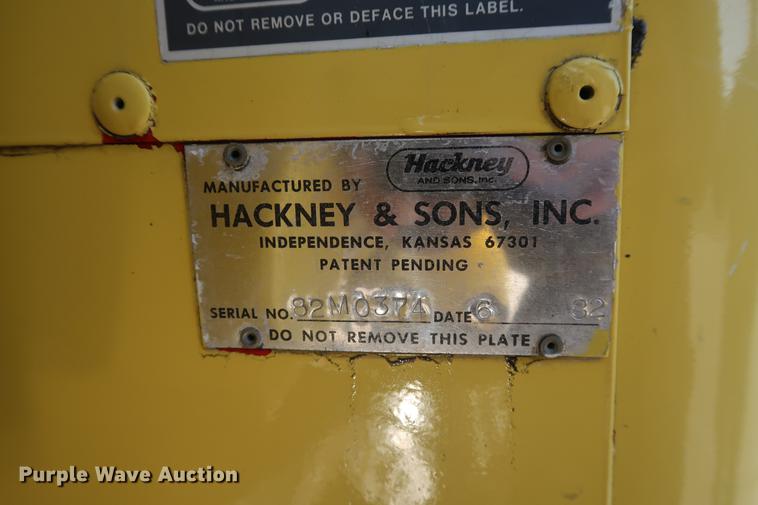 DO NOT REMOVE OR DEFACE THIS LABEL.
Hackney
AND SONS, Inc.
MANUFACTURED BY
HACKNEY & SONS, INC.
INDEPENDENCE, KANSAS 67301
PATENT PENDING
SERIAL NO. 82M0374 DATE 6 82
DO NOT REMOVE THIS PLATE
Purple Wave Auction